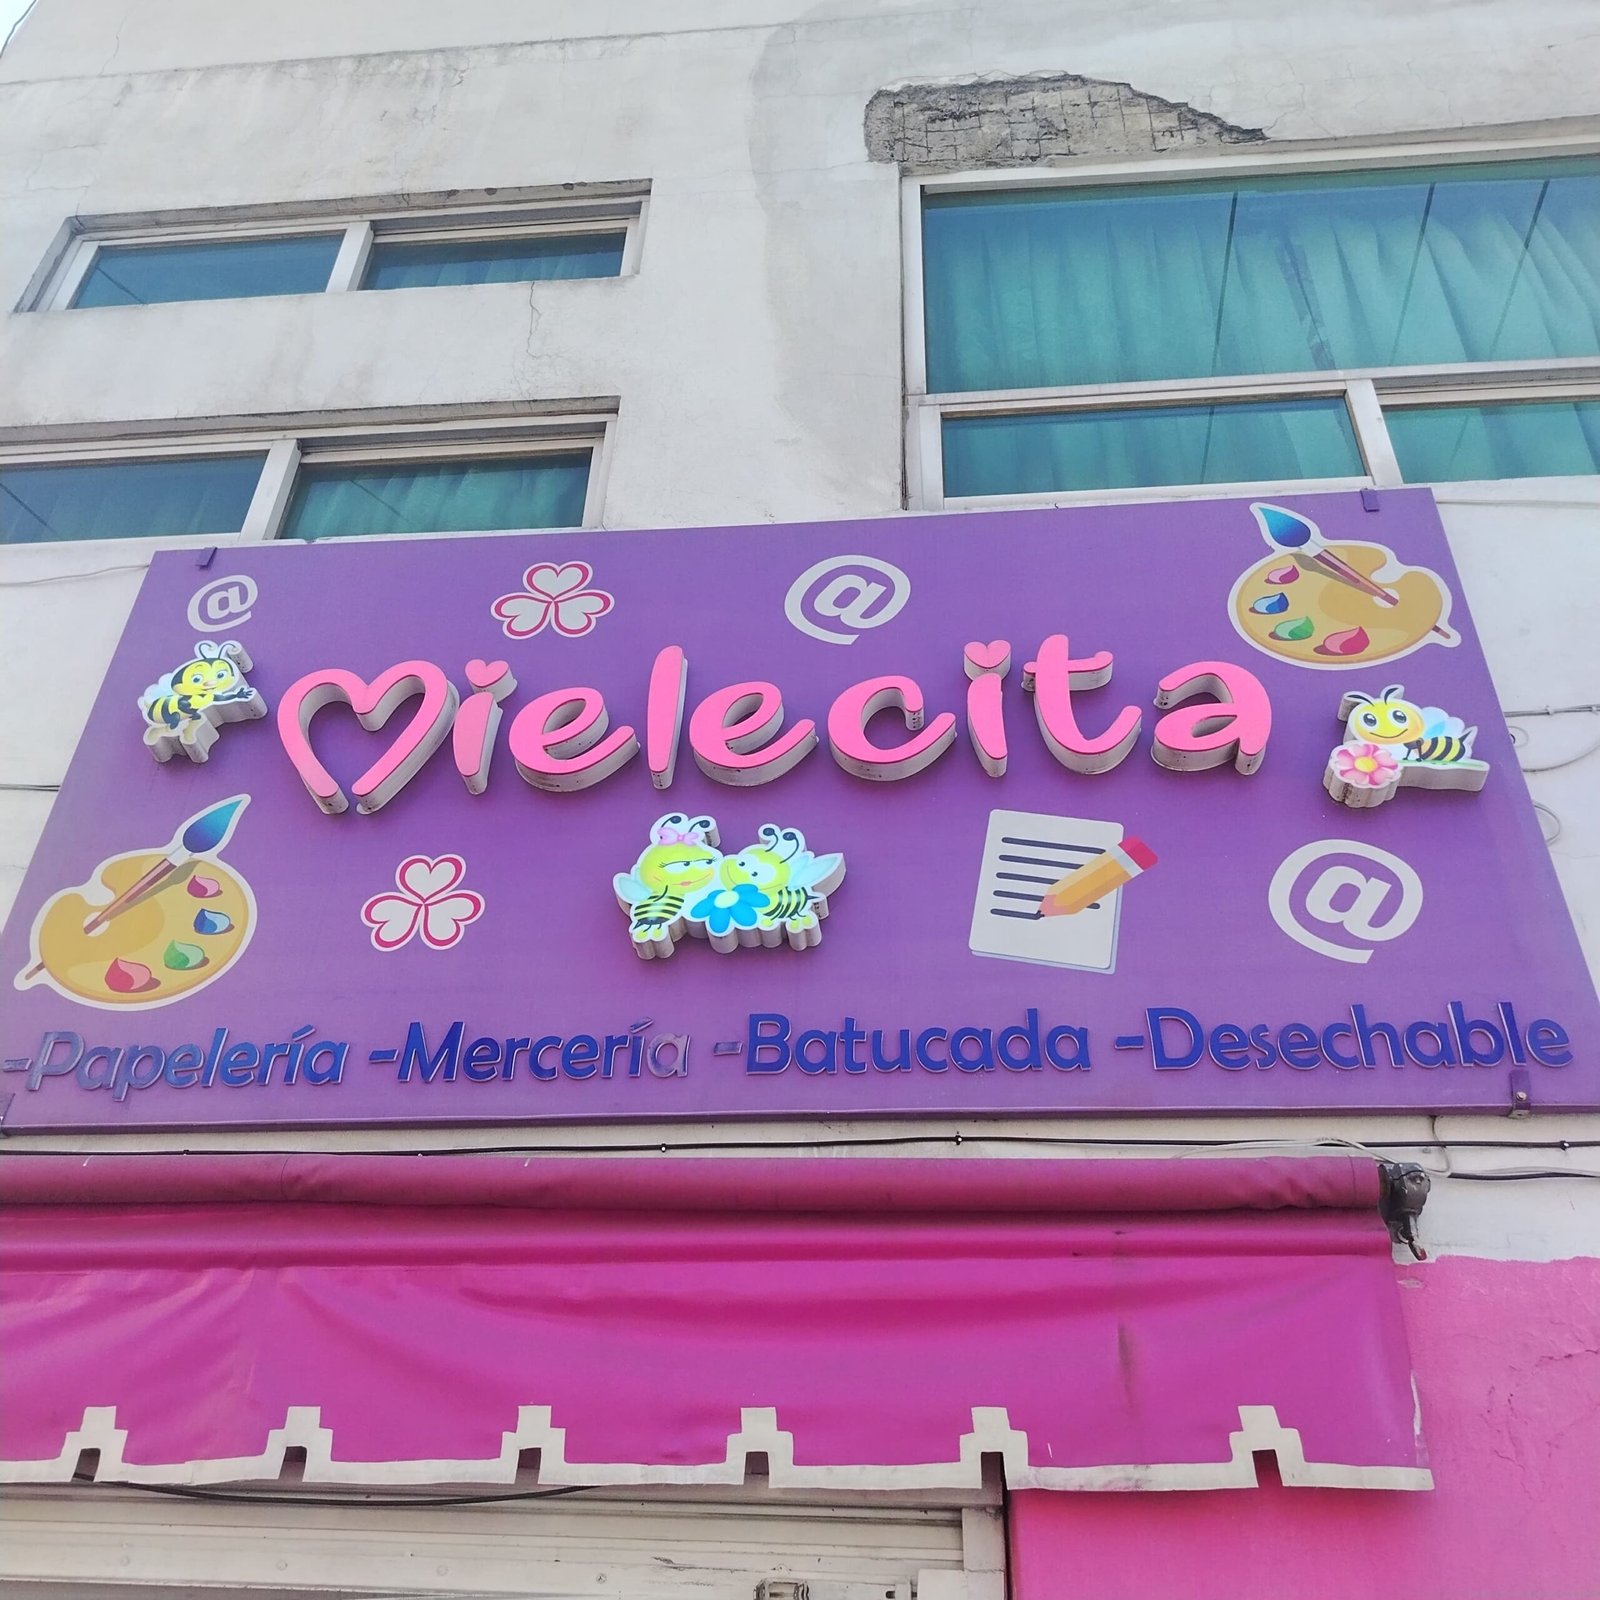 @ @
Mielecita
@
-Papelería -Mercería -Batucada -Desechable